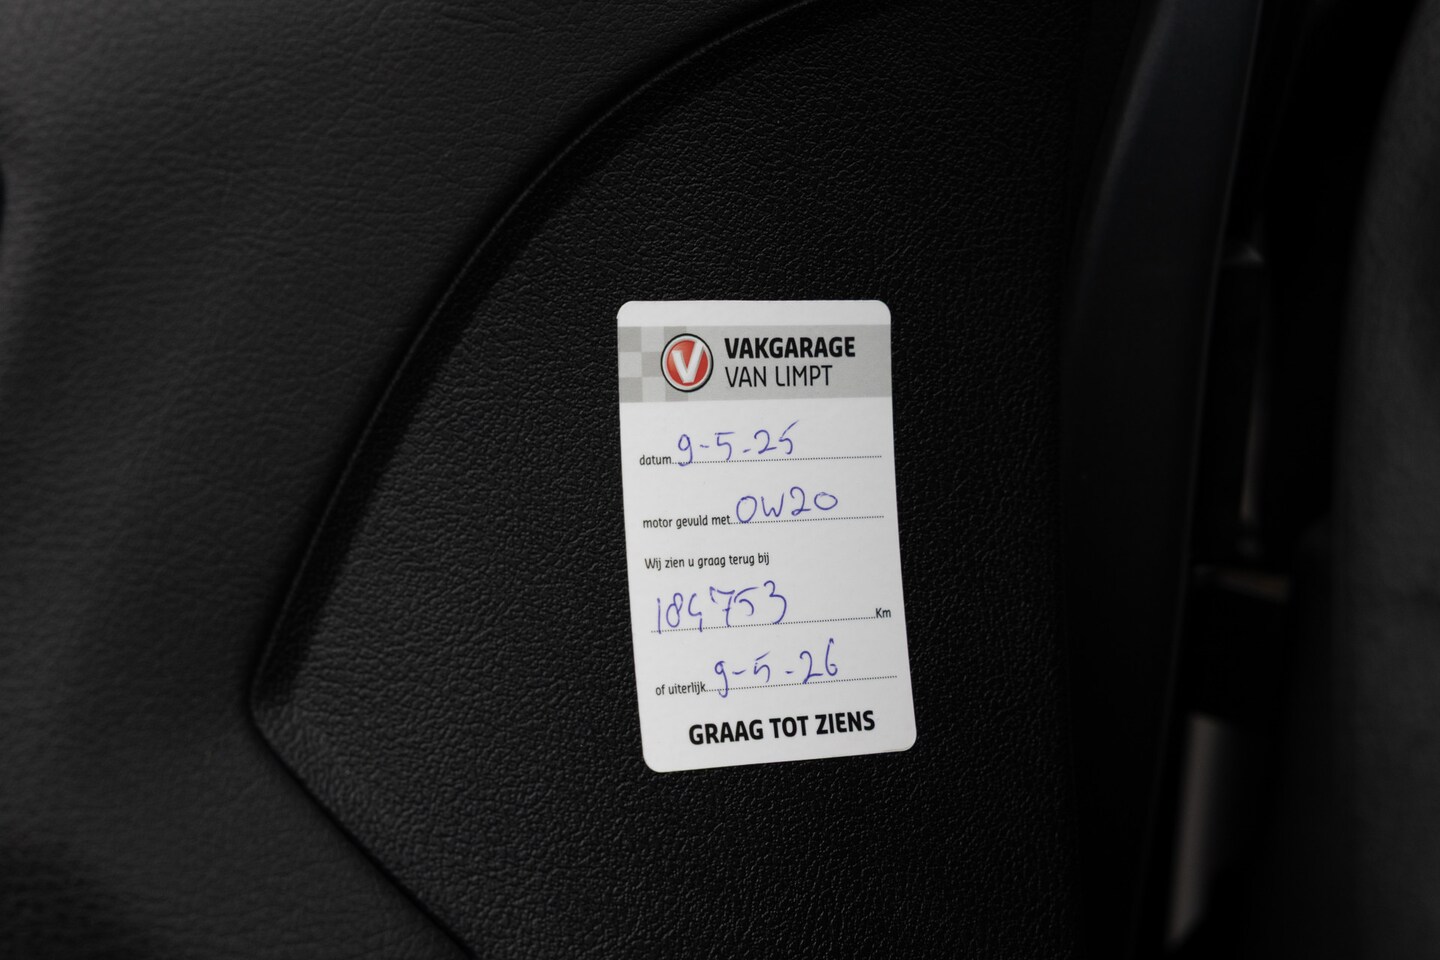 V VAKGARAGE
VAN LIMPT
datum 9-5-25
motor gevuld met 0W20
Wij zien u graag terug bij
184753 Km
of uiterlijk 9-5-26
GRAAG TOT ZIENS